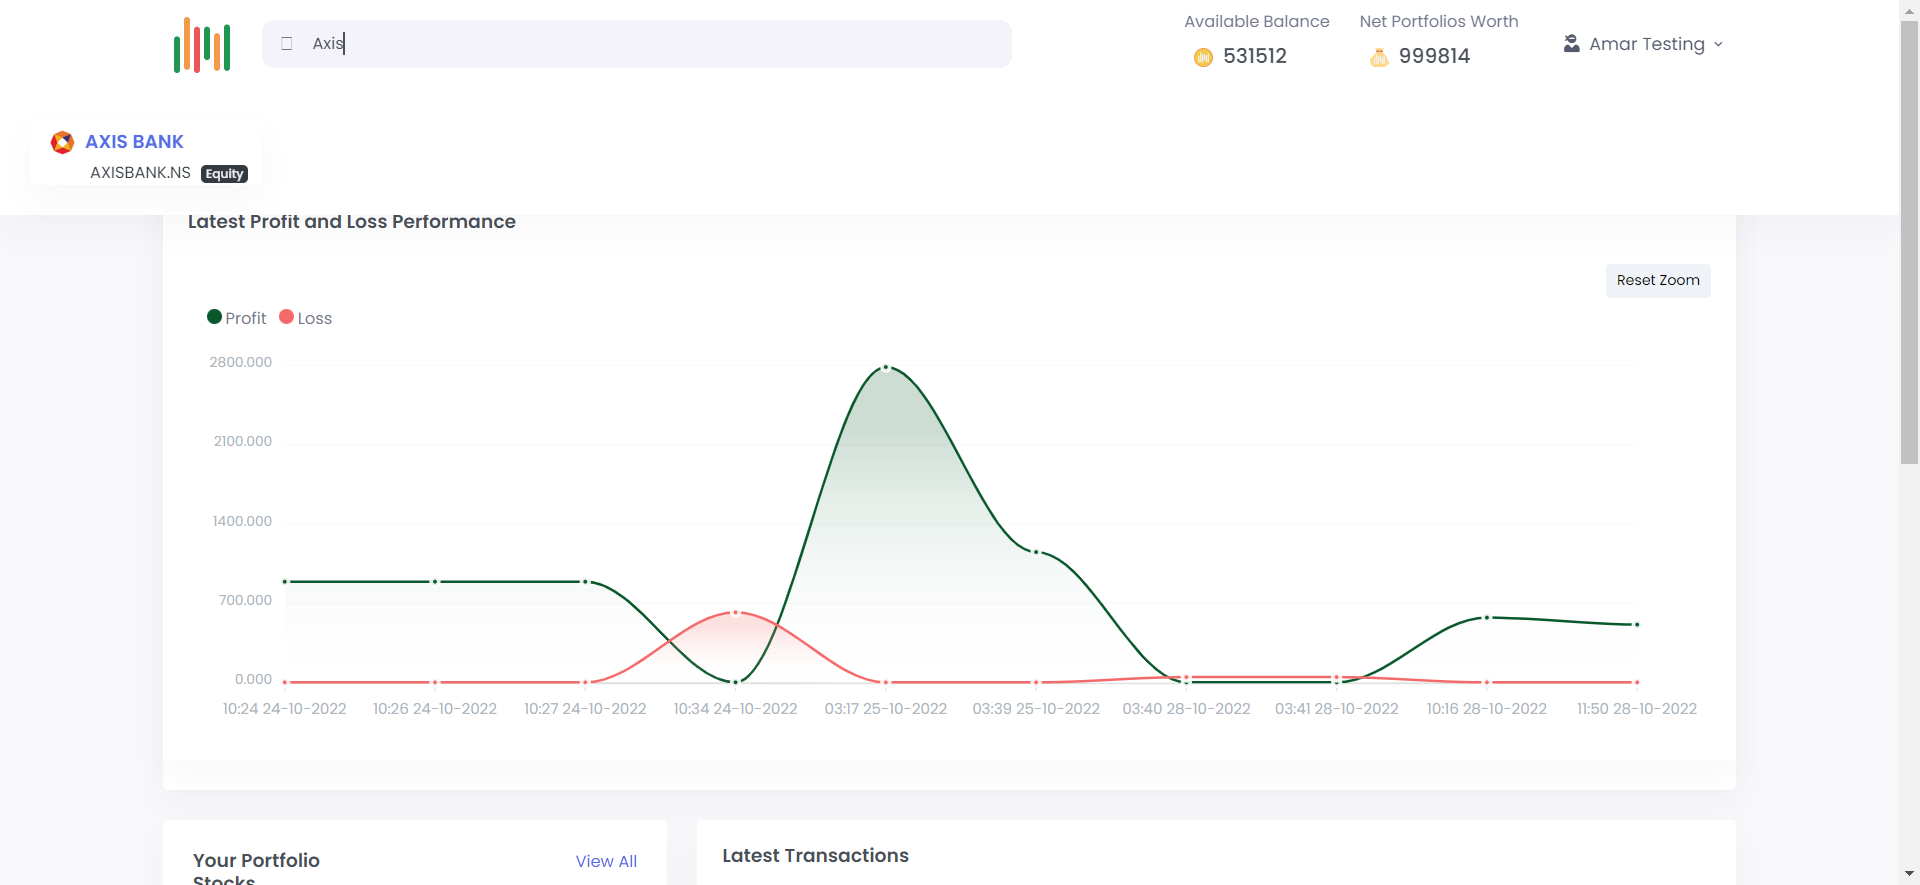 Axis
Available Balance
531512
Net Portfolios Worth
999814
Amar Testing
AXIS BANK
AXISBANK.NS Equity
Latest Profit and Loss Performance
Reset Zoom
Profit Loss
2800.000
2100.000
1400.000
700.000
0.000
10:24 24-10-2022 10:26 24-10-2022 10:27 24-10-2022 10:34 24-10-2022 03:17 25-10-2022 03:39 25-10-2022 03:40 28-10-2022 03:41 28-10-2022 10:16 28-10-2022 11:50 28-10-2022
Your Portfolio
Stocks
View All
Latest Transactions